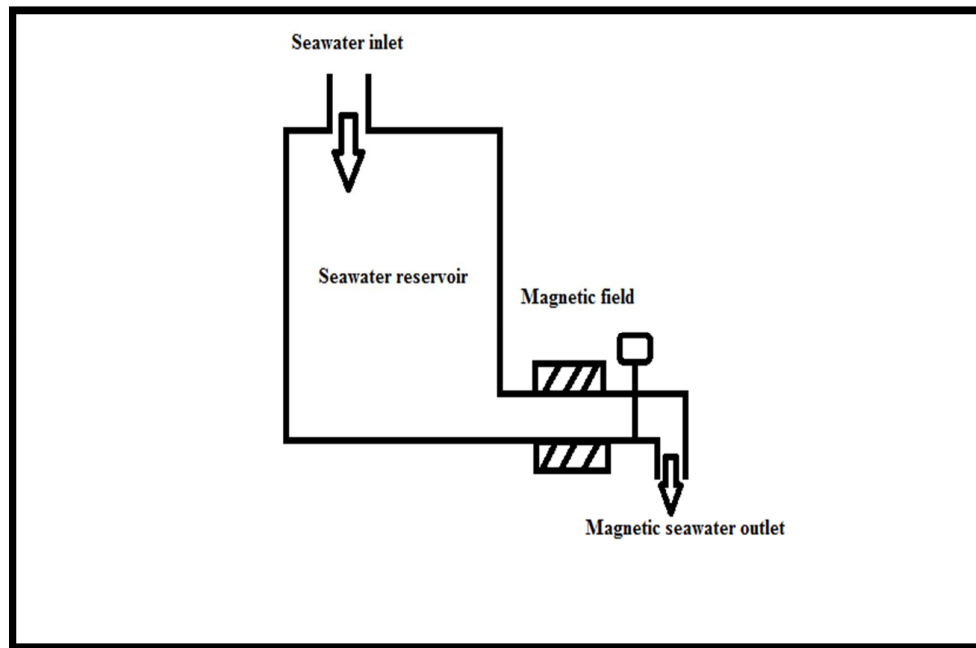 Seawater inlet
Seawater reservoir
Magnetic field
Magnetic seawater outlet